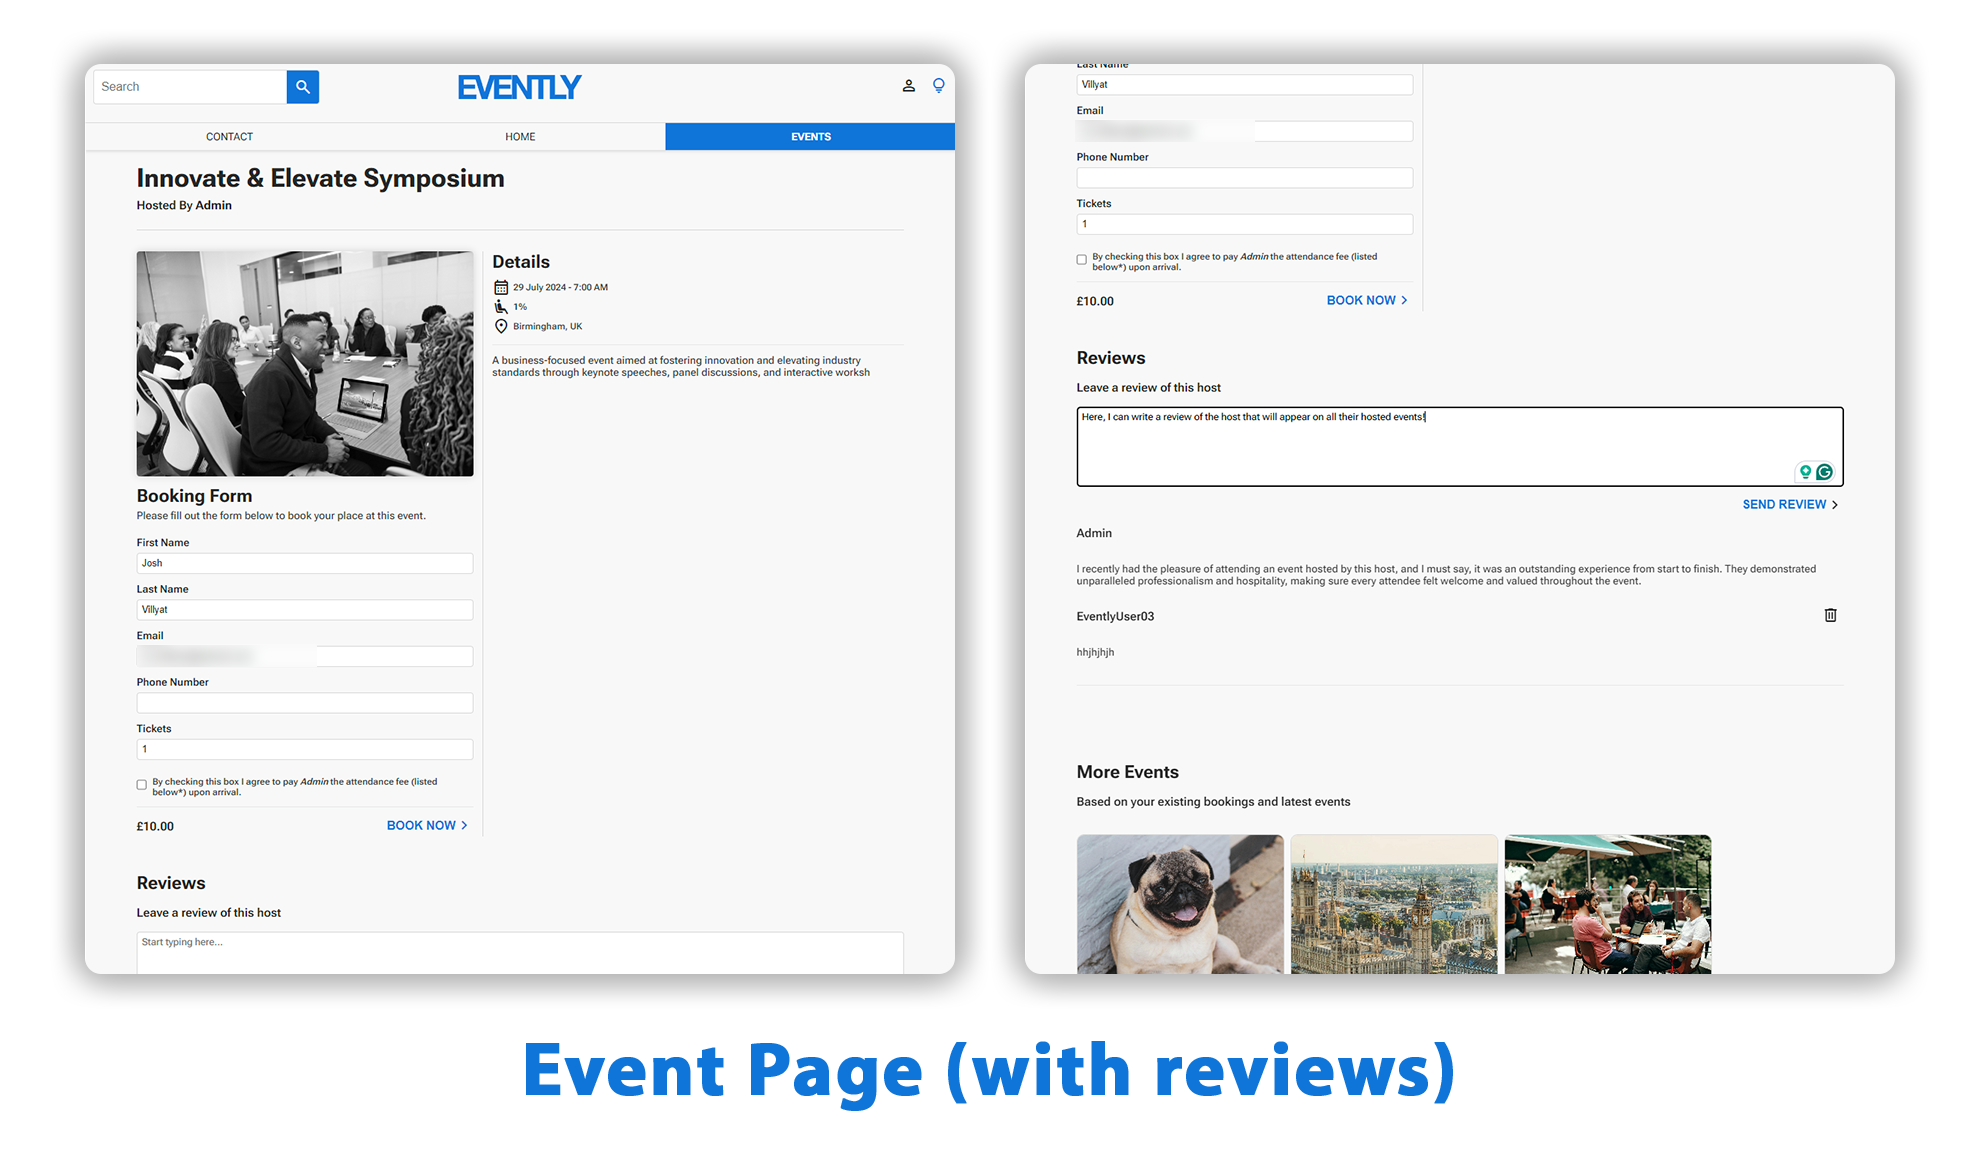 Search
EVENTLY
CONTACT
HOME
EVENTS
Innovate & Elevate Symposium
Hosted By Admin
Details
29 July 2024 - 7:00 AM
1%
Birmingham, UK
A business-focused event aimed at fostering innovation and elevating industry
standards through keynote speeches, panel discussions, and interactive worksh
Booking Form
Please fill out the form below to book your place at this event.
First Name
Josh
Last Name
Villyat
Email
Phone Number
Tickets
1
By checking this box I agree to pay Admin the attendance fee (listed
below*) upon arrival.
£10.00
BOOK NOW
Reviews
Leave a review of this host
Start typing here...
Last Name
Villyat
Email
Phone Number
Tickets
1
By checking this box I agree to pay Admin the attendance fee (listed
below*) upon arrival.
£10.00
BOOK NOW
Reviews
Leave a review of this host
Here, I can write a review of the host that will appear on all their hosted events!
SEND REVIEW
Admin
I recently had the pleasure of attending an event hosted by this host, and I must say, it was an outstanding experience from start to finish. They demonstrated
unparalleled professionalism and hospitality, making sure every attendee felt welcome and valued throughout the event.
EventlyUser03
hhjhjhjh
More Events
Based on your existing bookings and latest events
Event Page (with reviews)